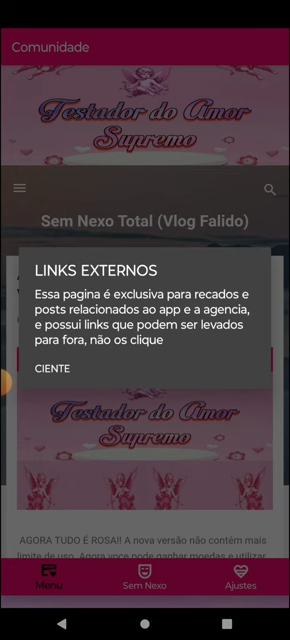 Comunidade
Testador do Amor
Supremo
Sem Nexo Total (Vlog Falido)
LINKS EXTERNOS
Essa pagina é exclusiva para recados e
posts relacionados ao app e a agencia,
e possui links que podem ser levados
para fora, não os clique
CIENTE
Testador do Amor
Supremo
AGORA TUDO É ROSA!! A nova versão não contém mais
limite de uso. Agora voce pode ganhar moedas e utilizar
Menu
Sem Nexo
Ajustes